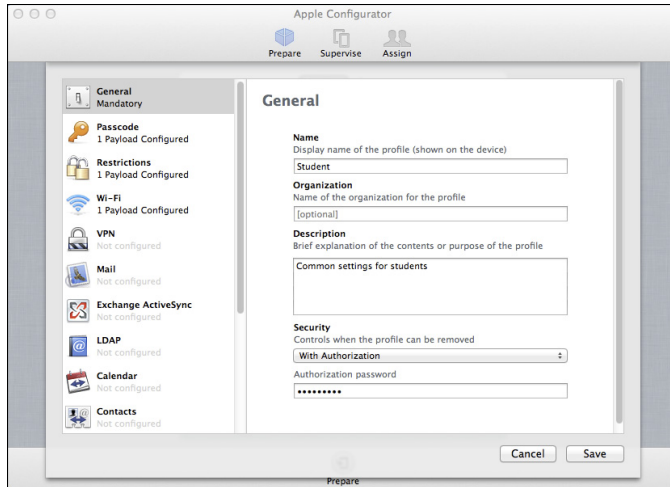 Apple Configurator
Prepare
Supervise
Assign
General
Mandatory
Passcode
1 Payload Configured
Restrictions
1 Payload Configured
Wi-Fi
1 Payload Configured
VPN
Not configured
Mail
Not configured
Exchange ActiveSync
Not configured
LDAP
Not configured
Calendar
Not configured
Contacts
Not configured
General
Name
Display name of the profile (shown on the device)
Student
Organization
Name of the organization for the profile
[optional]
Description
Brief explanation of the contents or purpose of the profile
Common settings for students
Security
Controls when the profile can be removed
With Authorization
Authorization password
•••••••••
Cancel
Save
Prepare